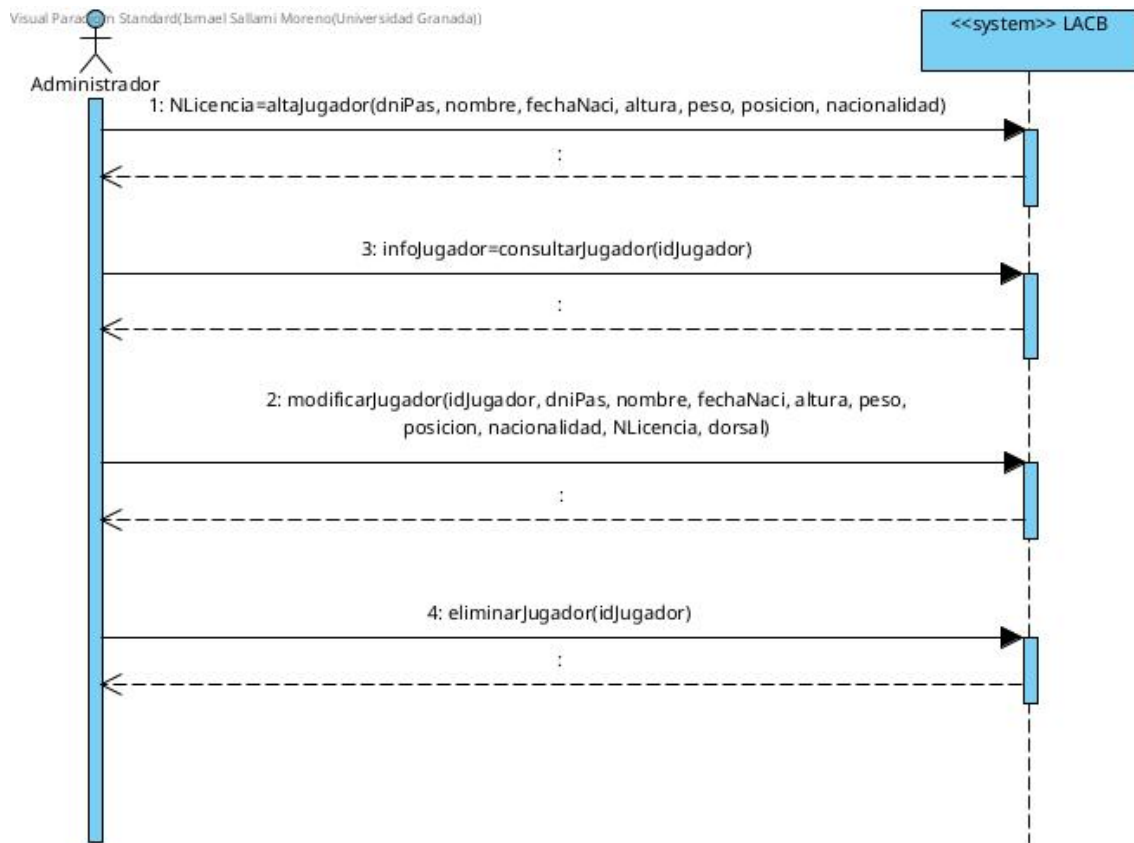 Visual Paradigm Standard(Ismael Sallami Moreno(Universidad Granada))
<<system>> LACB
Administrador
1: NLicencia=altaJugador(dniPas, nombre, fechaNaci, altura, peso, posicion, nacionalidad)
:
3: infoJugador=consultarJugador(idJugador)
:
2: modificarJugador(idJugador, dniPas, nombre, fechaNaci, altura, peso,
posicion, nacionalidad, NLicencia, dorsal)
:
4: eliminarJugador(idJugador)
: